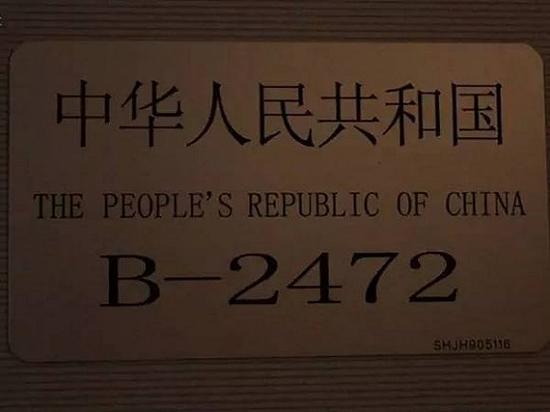 中华人民共和国
THE PEOPLE'S REPUBLIC OF CHINA
B-2472
SHJH905116